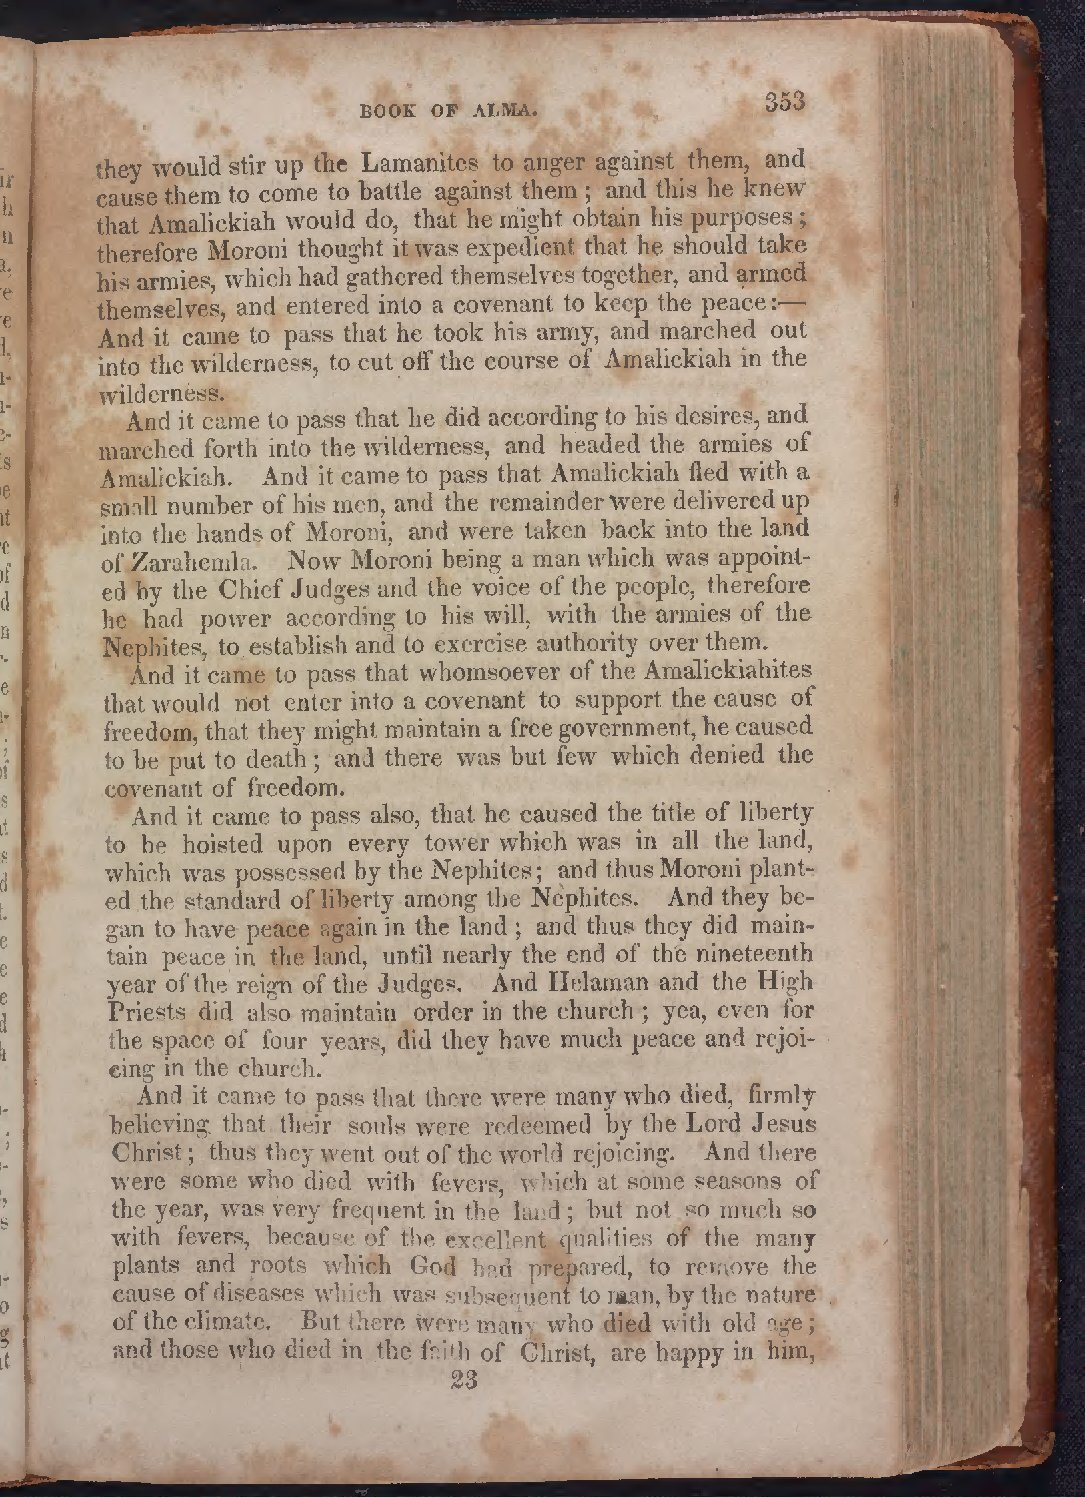 BOOK OF ALMA. 353
they would stir up the Lamanites to anger against them, and
cause them to come to battle against them; and this he knew
that Amalickiah would do, that he might obtain his purposes;
therefore Moroni thought it was expedient that he should take
his armies, which had gathered themselves together, and armed
themselves, and entered into a covenant to keep the peace:—
And it came to pass that he took his army, and marched out
into the wilderness, to cut off the course of Amalickiah in the
wilderness.
And it came to pass that he did according to his desires, and
marched forth into the wilderness, and headed the armies of
Amalickiah. And it came to pass that Amalickiah fled with a
small number of his men, and the remainder were delivered up
into the hands of Moroni, and were taken back into the land
of Zarahemla. Now Moroni being a man which was appoint-
ed by the Chief Judges and the voice of the people, therefore
he had power according to his will, with the armies of the
Nephites, to establish and to exercise authority over them.
And it came to pass that whomsoever of the Amalickiahites
that would not enter into a covenant to support the cause of
freedom, that they might maintain a free government, he caused
to be put to death; and there was but few which denied the
covenant of freedom.
And it came to pass also, that he caused the title of liberty
to be hoisted upon every tower which was in all the land,
which was possessed by the Nephites; and thus Moroni plant-
ed the standard of liberty among the Nephites. And they be-
gan to have peace again in the land; and thus they did main-
tain peace in the land, until nearly the end of the nineteenth
year of the reign of the Judges. And Helaman and the High
Priests did also maintain order in the church; yea, even for
the space of four years, did they have much peace and rejoi-
cing in the church.
And it came to pass that there were many who died, firmly
believing that their souls were redeemed by the Lord Jesus
Christ; thus they went out of the world rejoicing. And there
were some who died with fevers, which at some seasons of
the year, was very frequent in the land; but not so much so
with fevers, because of the excellent qualities of the many
plants and roots which God had prepared, to remove the
cause of diseases which was subsequent to man, by the nature
of the climate. But there were many who died with old age;
and those who died in the faith of Christ, are happy in him,
23